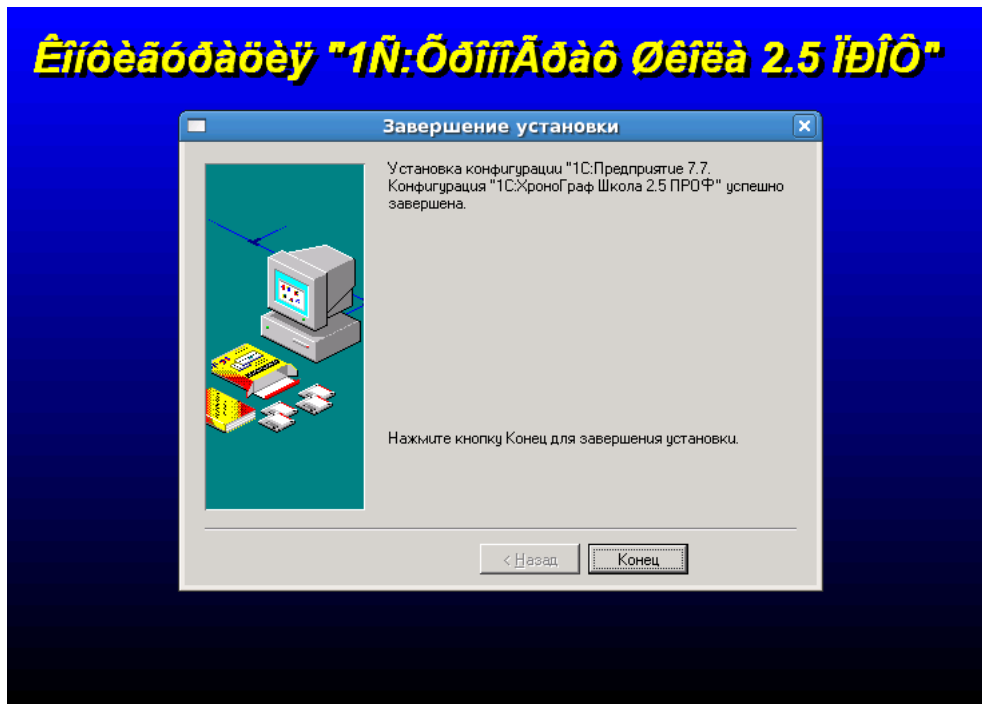 Êîíôèãóðàöèÿ "1Ñ:ÕðîíîÃðàô Øêîëà 2.5 ÏÐÎÔ"
Завершение установки
Установка конфигурации "1С:Предприятие 7.7.
Конфигурация "1С:ХроноГраф Школа 2.5 ПРОФ" успешно
завершена.
Нажмите кнопку Конец для завершения установки.
< Назад
Конец